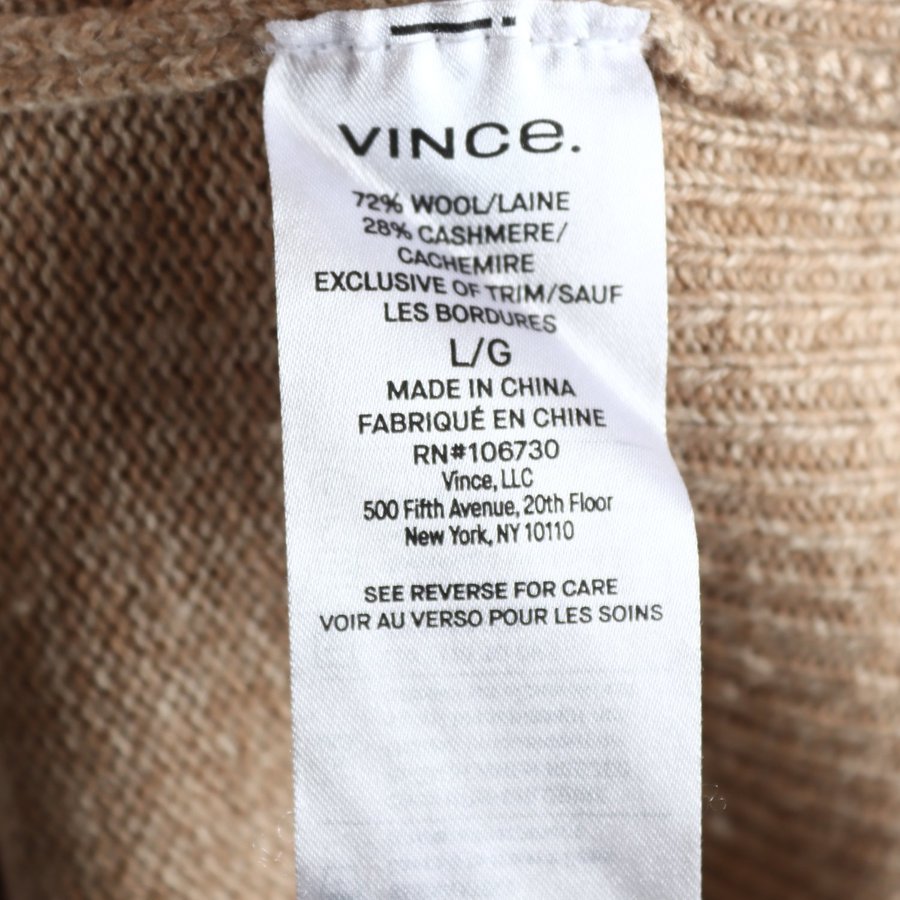 VINCE.
72% WOOL/LAINE
28% CASHMERE/
CACHEMIRE
EXCLUSIVE OF TRIM/SAUF
LES BORDURES
L/G
MADE IN CHINA
FABRIQUÉ EN CHINE
RN#106730
Vince, LLC
500 Fifth Avenue, 20th Floor
New York, NY 10110
SEE REVERSE FOR CARE
VOIR AU VERSO POUR LES SOINS